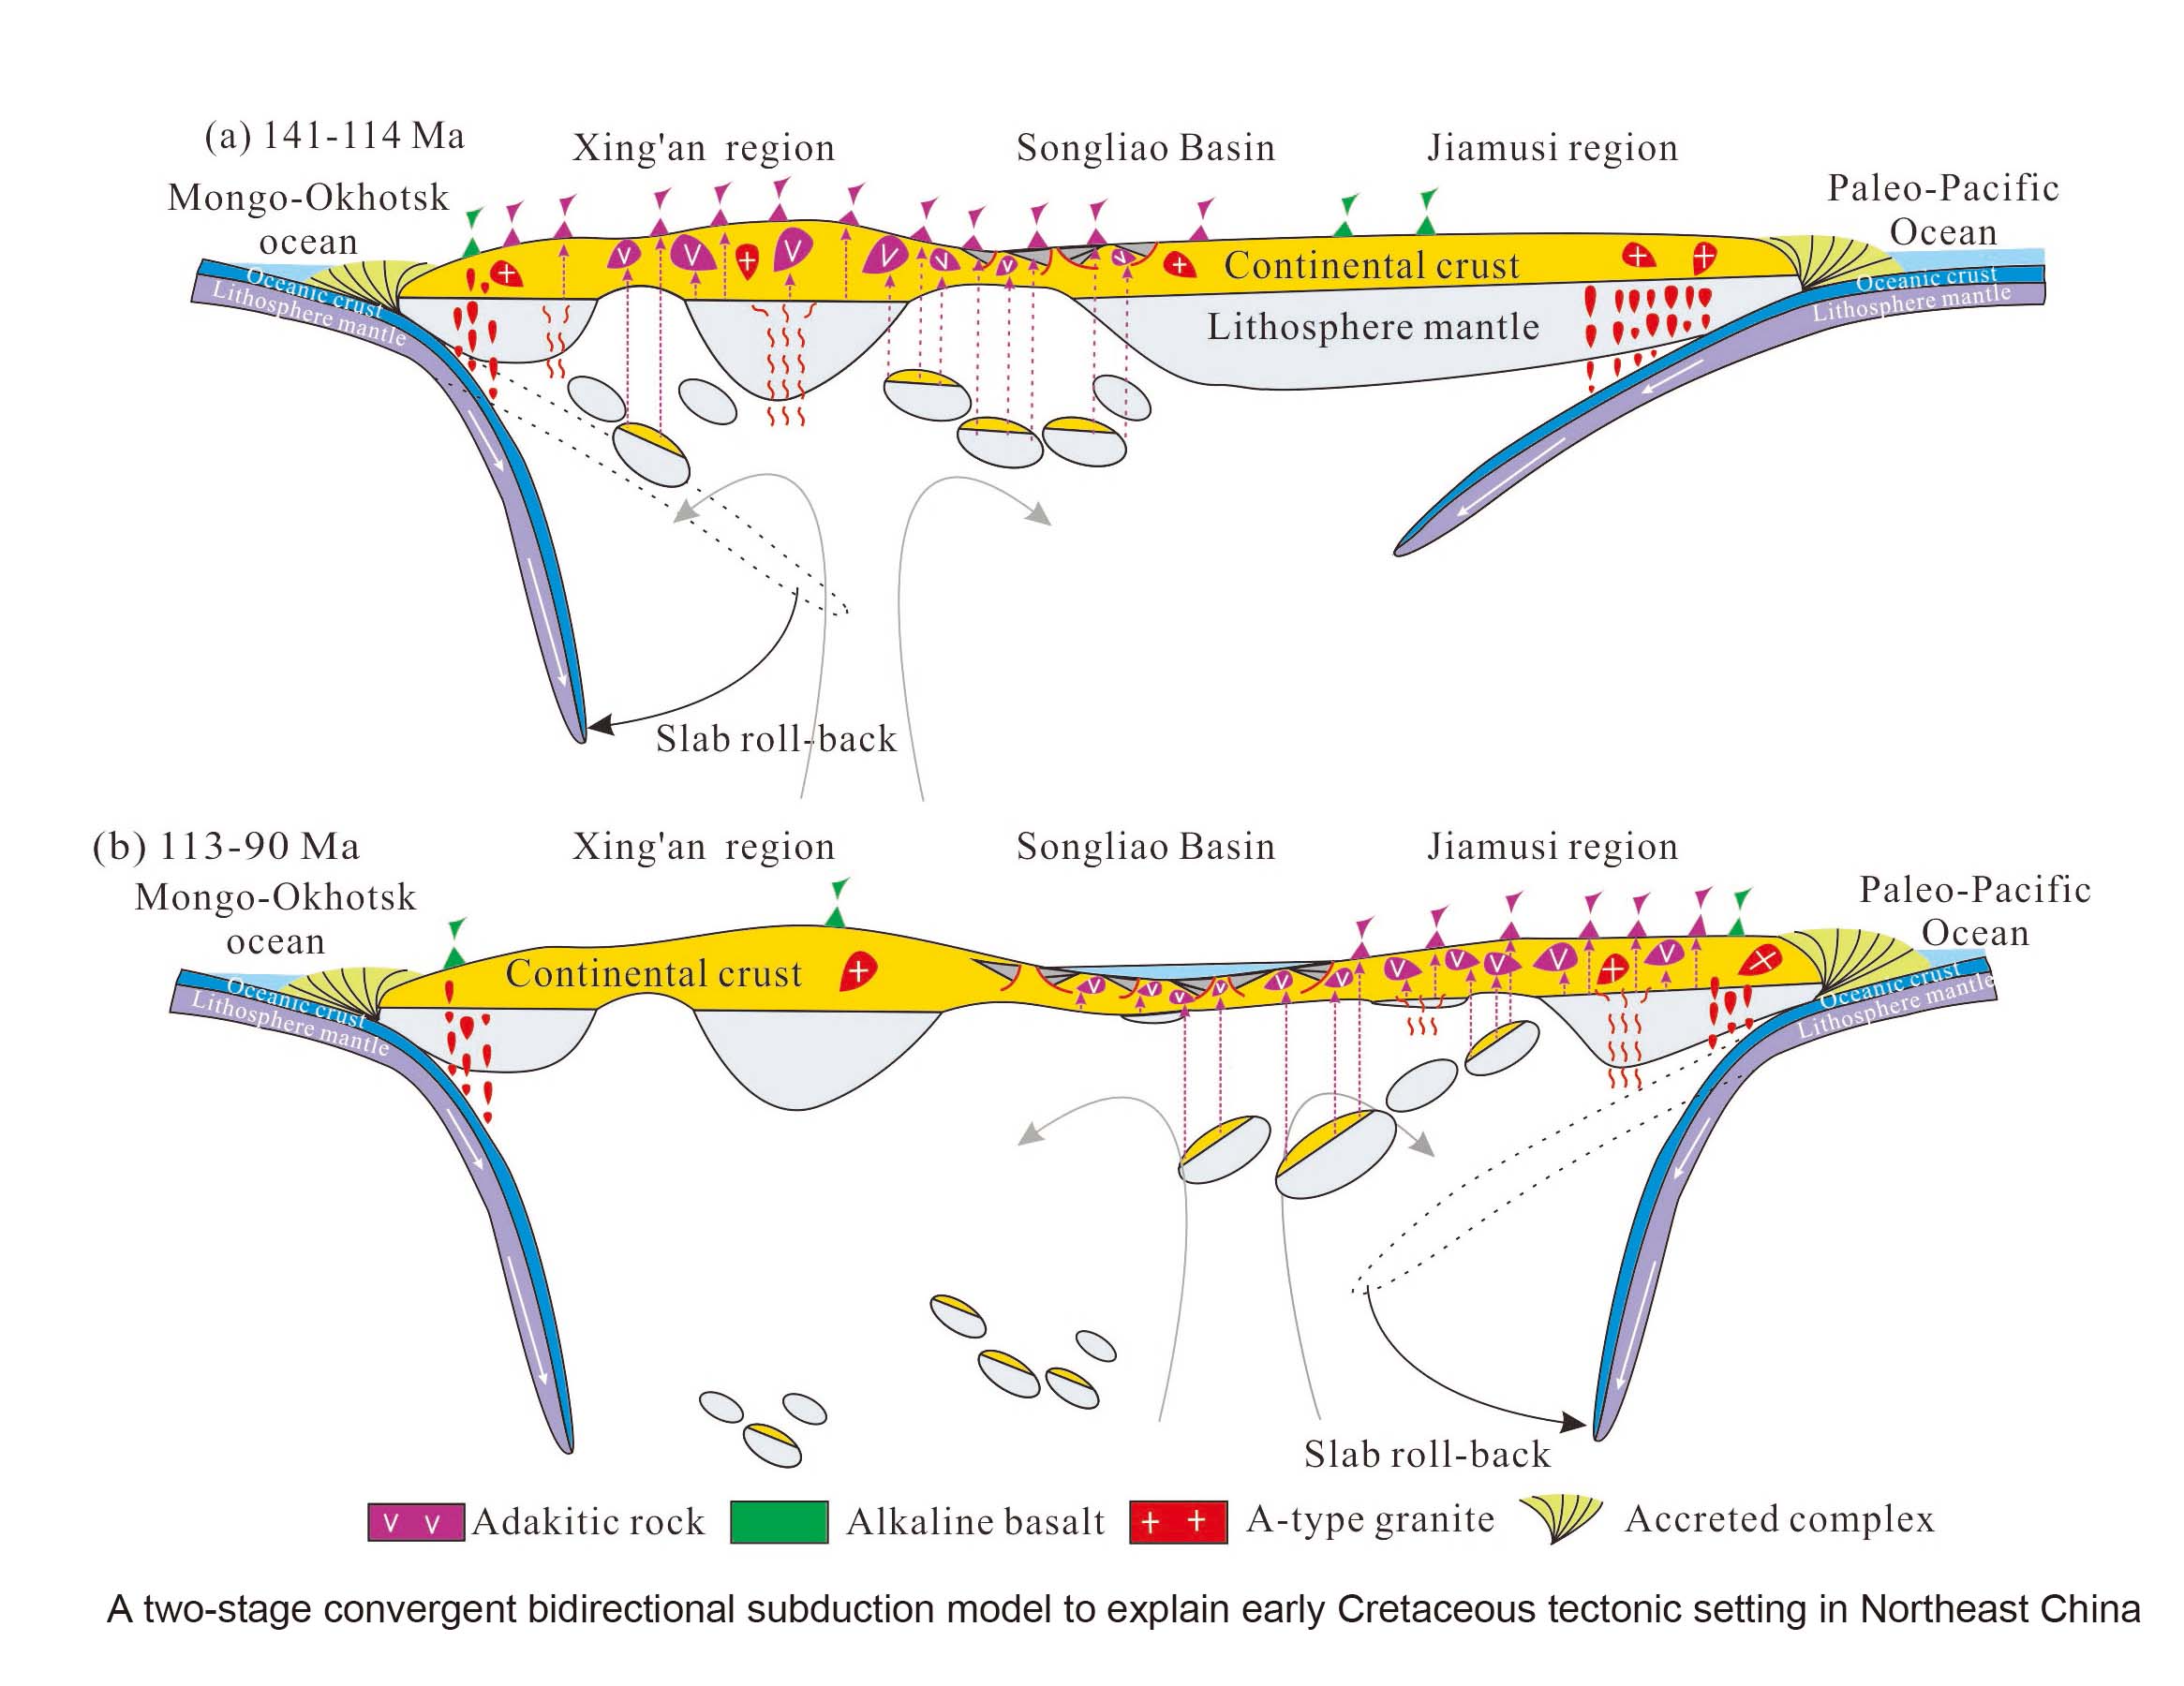 (a) 141-114 Ma
Xing'an region
Songliao Basin
Jiamusi region
Mongo-Okhotsk
ocean
Paleo-Pacific
Ocean
Oceanic crust
Lithosphere mantle
Continental crust
Lithosphere mantle
Oceanic crust
Lithosphere mantle
V
V
+
+
V
V
V
V
V
+
+
+
Slab roll-back
(b) 113-90 Ma
Xing'an region
Songliao Basin
Jiamusi region
Mongo-Okhotsk
ocean
Paleo-Pacific
Ocean
Oceanic crust
Lithosphere mantle
Continental crust
+
V
V
V
V
V
V
V
V
V
V
V
+
+
Oceanic crust
Lithosphere mantle
Slab roll-back
V V Adakitic rock
Alkaline basalt
+ + A-type granite
Accreted complex
A two-stage convergent bidirectional subduction model to explain early Cretaceous tectonic setting in Northeast China